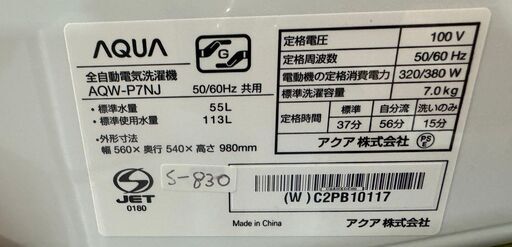 AQUA
全自動電気洗濯機
AQW-P7NJ 50/60Hz 共用
・標準水量 55L
・標準使用水量 113L
・外形寸法
幅 560×奥行 540×高さ 980mm
JET
0180
S-830
G
定格電圧 100 V
定格周波数 50/60 Hz
電動機の定格消費電力 320/380 W
標準洗濯容量 7.0kg
定格時間 標準 自分流 洗いのみ
37分 56分 15分
アクア 株式会社 PS E
(W) C2PB10117
Made in China アクア 株式会社